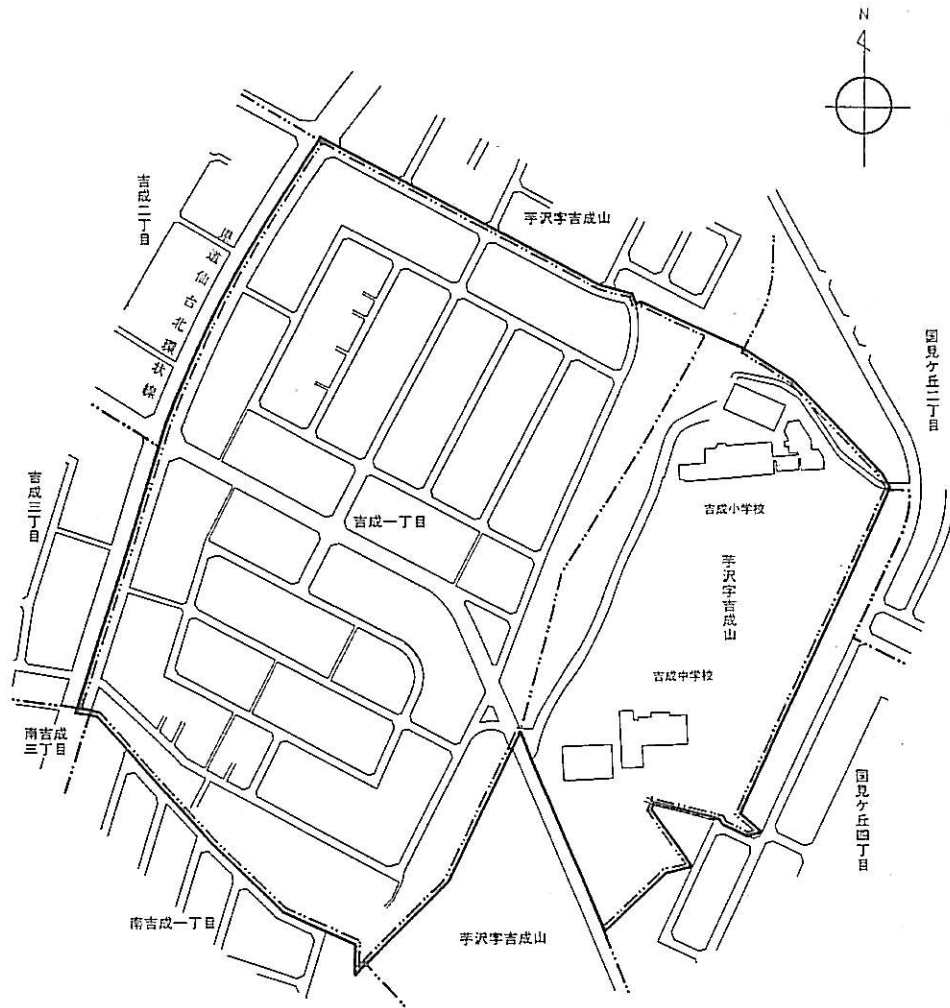 N
芋沢字吉成山
吉成二丁目
県道仙台北環状線
国見ケ丘二丁目
吉成三丁目
吉成一丁目
吉成小学校
芋沢字吉成山
吉成中学校
南吉成
三丁目
国見ケ丘四丁目
南吉成一丁目
芋沢字吉成山